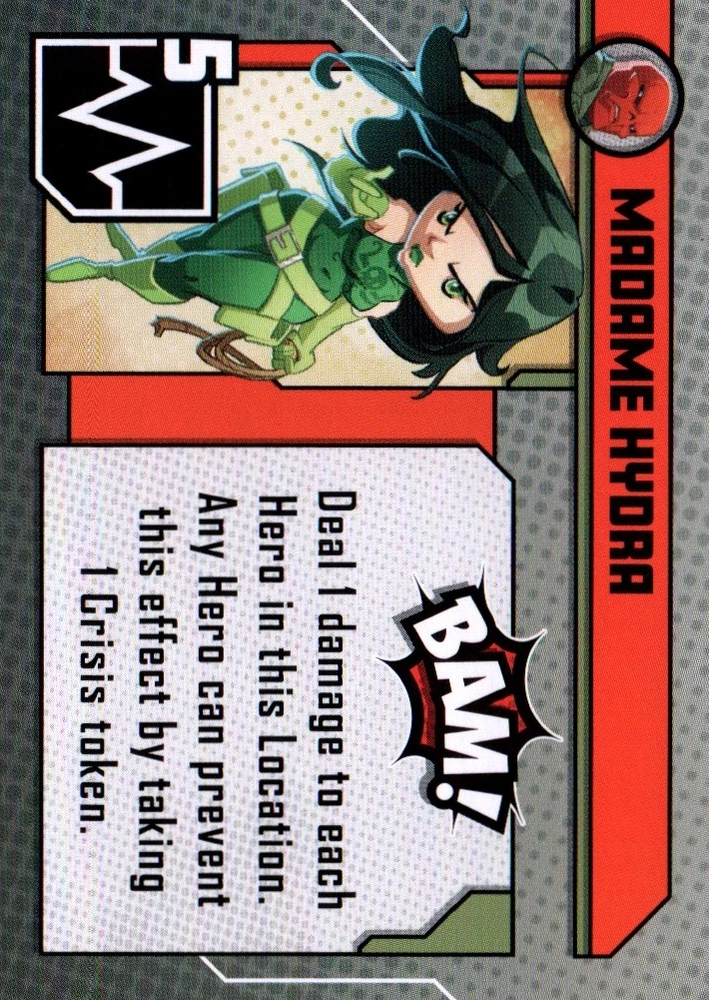 MADAME HYDRA
5
BAM!
Deal 1 damage to each
Hero in this Location.
Any Hero can prevent
this effect by taking
1 Crisis token.